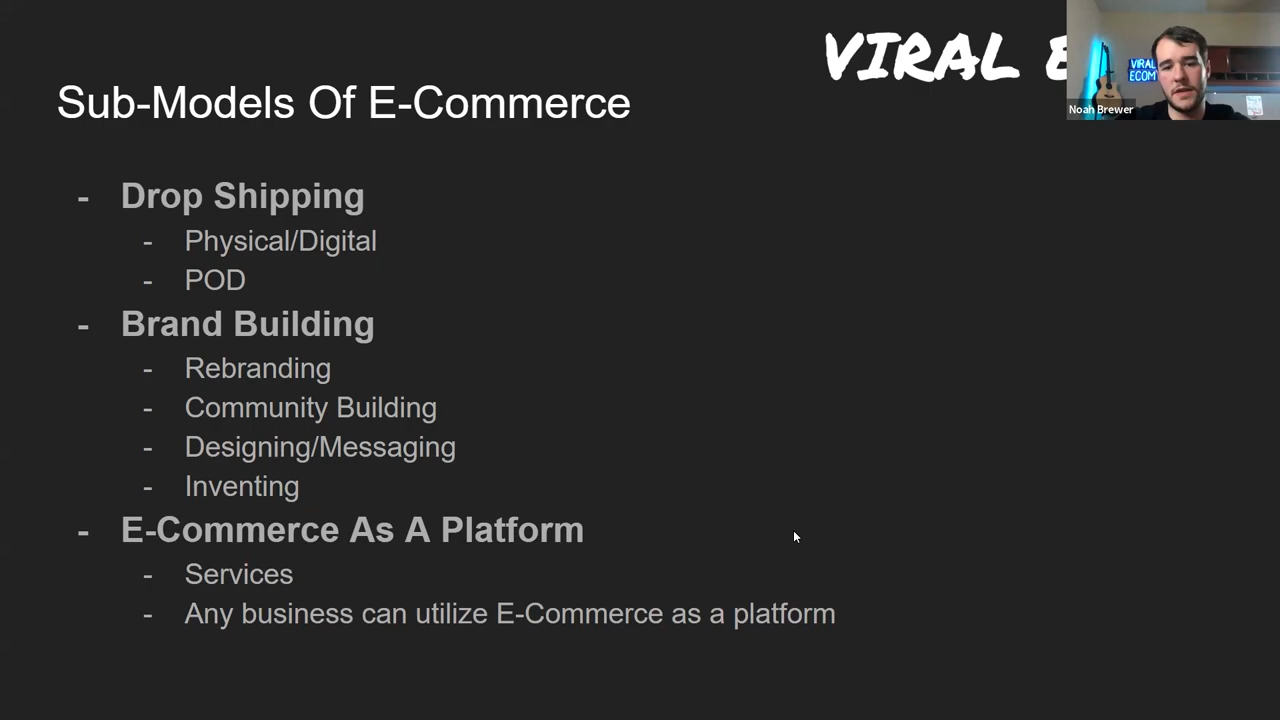 VIRAL E
Sub-Models Of E-Commerce
VIRAL
ECOM
Noah Brewer
- Drop Shipping
- Physical/Digital
- POD
- Brand Building
- Rebranding
- Community Building
- Designing/Messaging
- Inventing
- E-Commerce As A Platform
- Services
- Any business can utilize E-Commerce as a platform